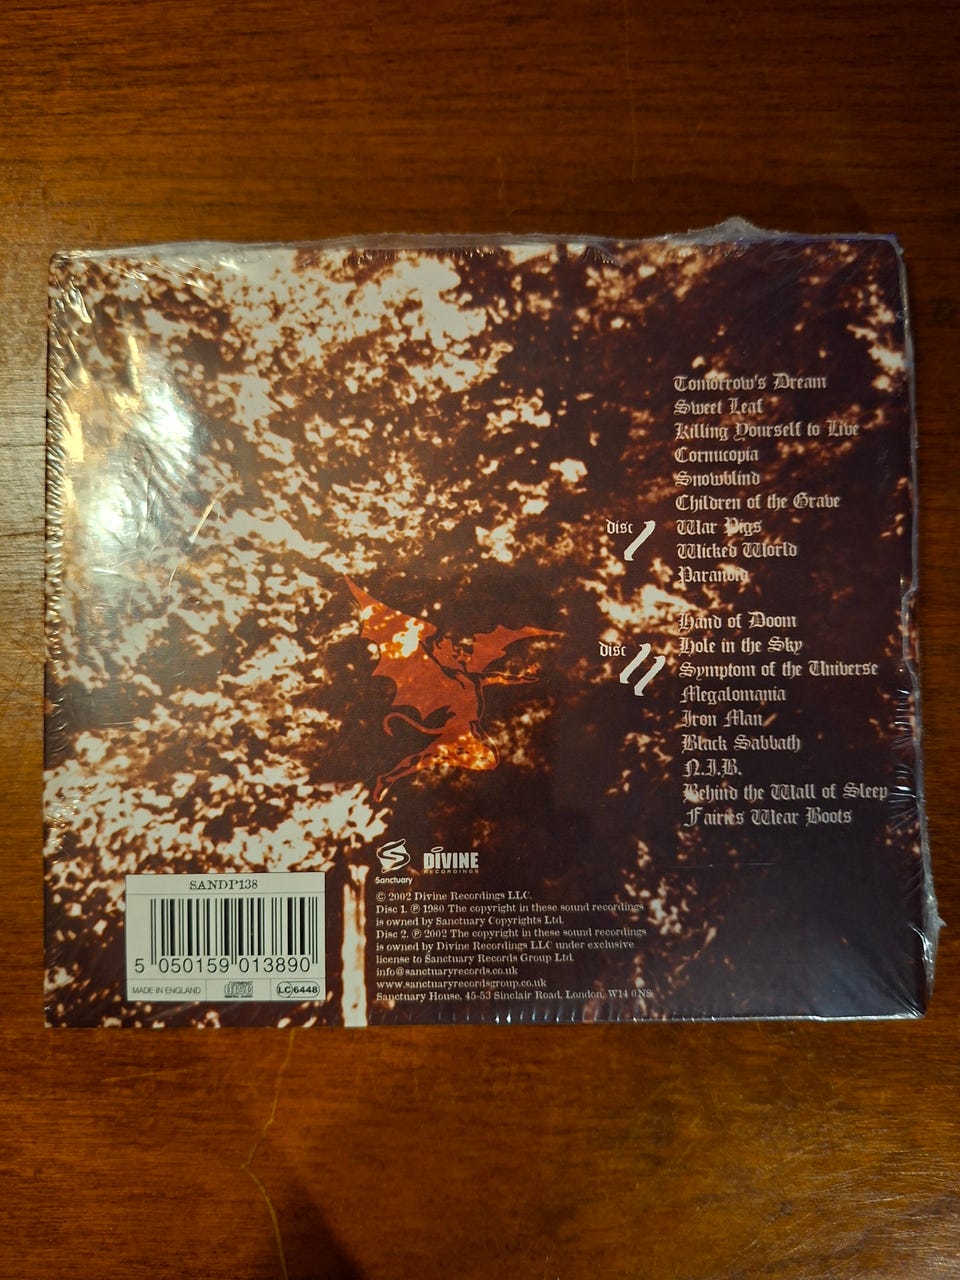 Tomorrow's Dream
Sweet Leaf
Killing Yourself to Live
Cornucopia
Snowblind
Children of the Grave
disc I
War Pigs
Wicked World
Paranoid
Hand of Doom
disc II
Hole in the Sky
Symptom of the Universe
Megalomania
Iron Man
Black Sabbath
N.I.B.
Behind the Wall of Sleep
Fairies Wear Boots
S
Sanctuary
DIVINE
RECORDINGS
© 2002 Divine Recordings LLC.
Disc 1. ℗ 1980 The copyright in these sound recordings
is owned by Sanctuary Copyrights Ltd.
Disc 2. ℗ 2002 The copyright in these sound recordings
is owned by Divine Recordings LLC under exclusive
license to Sanctuary Records Group Ltd.
info@sanctuaryrecords.co.uk
www.sanctuaryrecordsgroup.co.uk
Sanctuary House, 45-53 Sinclair Road, London, W14 0NS
SANDP138
5 050159 013890
MADE IN ENGLAND
disc
DIGITAL AUDIO
LC 6448